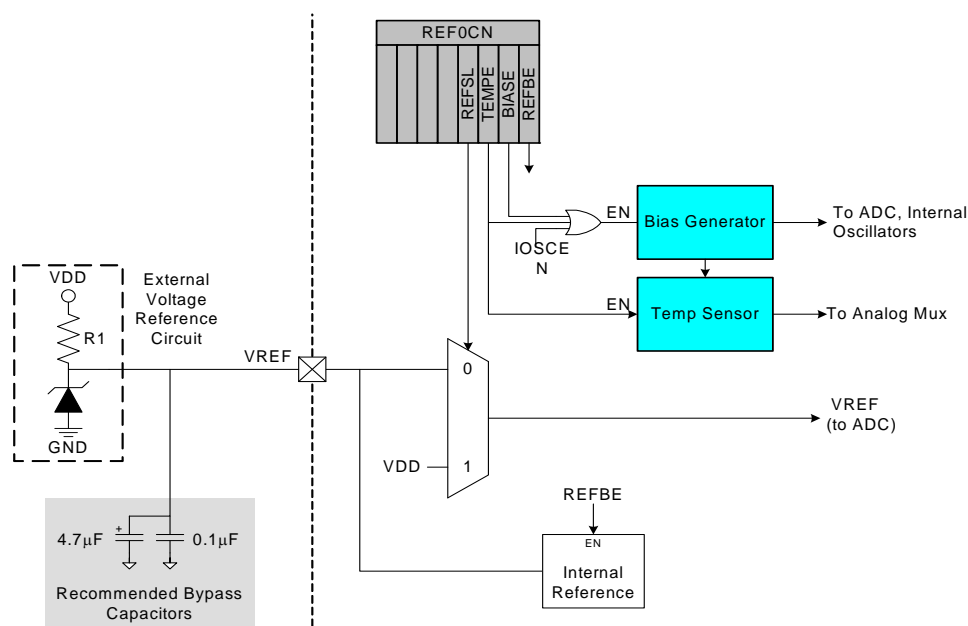 REF0CN
REFSL
TEMPE
BIASE
REFBE
EN
Bias Generator
To ADC, Internal
Oscillators
IOSCE
N
EN
Temp Sensor
To Analog Mux
VDD
R1
GND
External
Voltage
Reference
Circuit
VREF
0
1
VDD
VREF
(to ADC)
REFBE
EN
Internal
Reference
4.7μF
+
0.1μF
Recommended Bypass
Capacitors